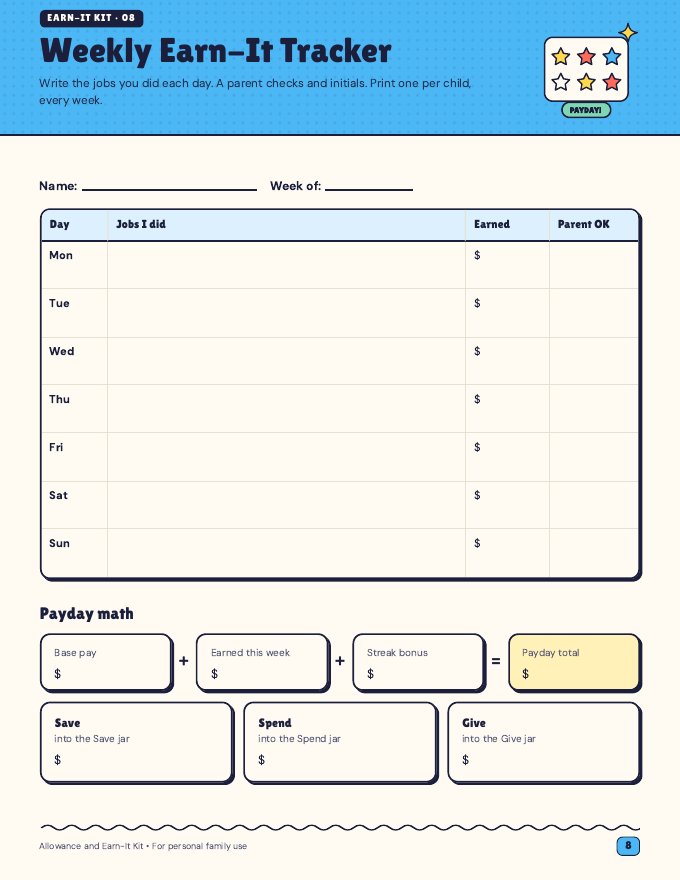 EARN-IT KIT · 08
Weekly Earn-It Tracker
Write the jobs you did each day. A parent checks and initials. Print one per child,
every week.
PAYDAY!
Name: Week of:
Day Jobs I did Earned Parent OK
Mon $
Tue $
Wed $
Thu $
Fri $
Sat $
Sun $
Payday math
Base pay Earned this week Streak bonus Payday total
$ + $ + $ = $
Save Spend Give
into the Save jar into the Spend jar into the Give jar
$ $ $
Allowance and Earn-It Kit • For personal family use 8